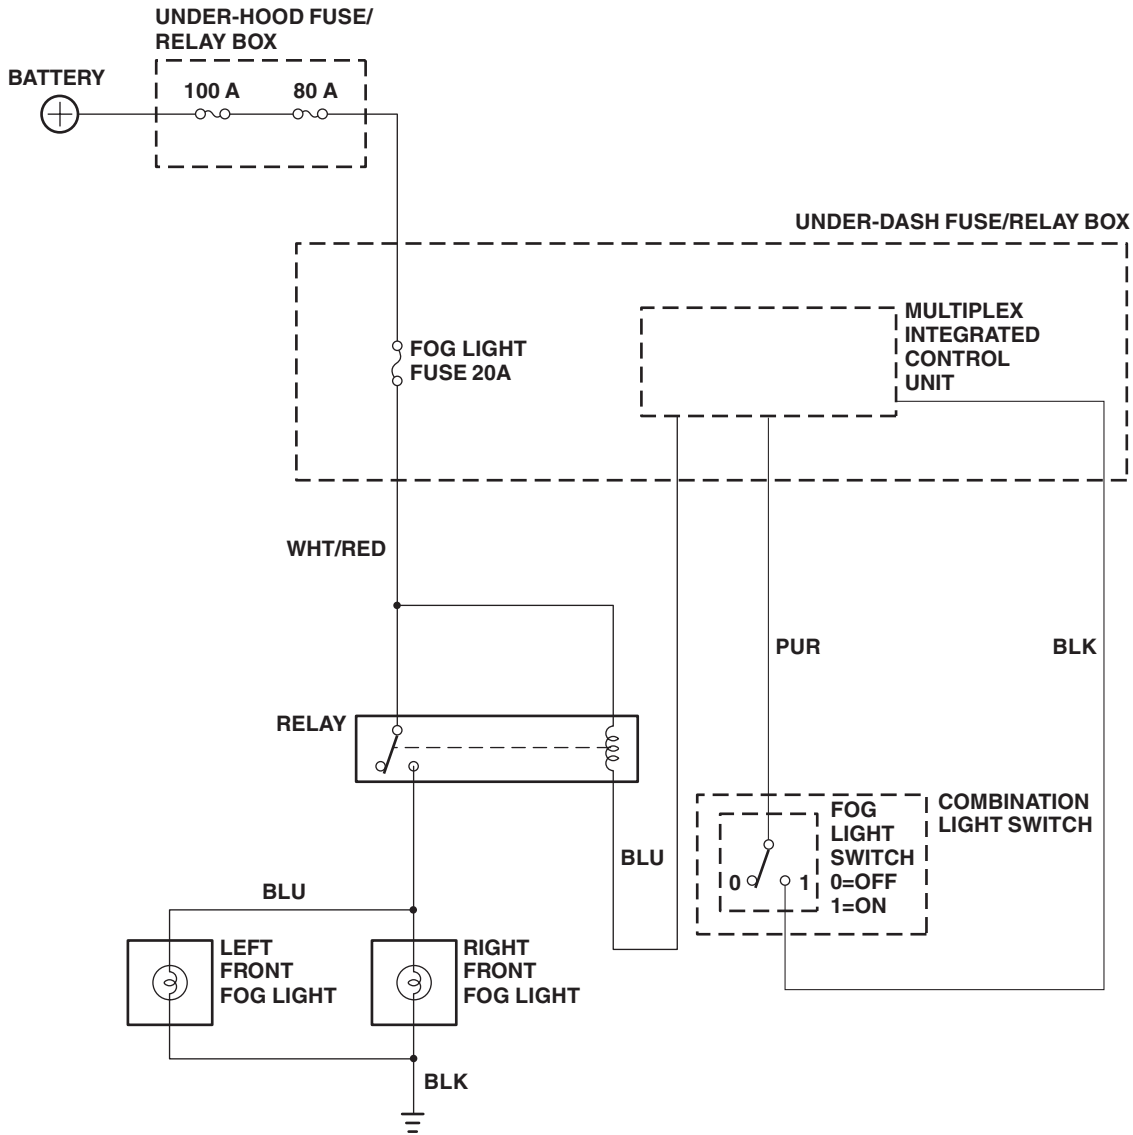 UNDER-HOOD FUSE/
RELAY BOX
BATTERY
100 A
80 A
UNDER-DASH FUSE/RELAY BOX
MULTIPLEX
INTEGRATED
CONTROL
UNIT
FOG LIGHT
FUSE 20A
WHT/RED
PUR
BLK
RELAY
COMBINATION
LIGHT SWITCH
FOG
LIGHT
SWITCH
0=OFF
1=ON
0
1
BLU
BLU
LEFT
FRONT
FOG LIGHT
RIGHT
FRONT
FOG LIGHT
BLK